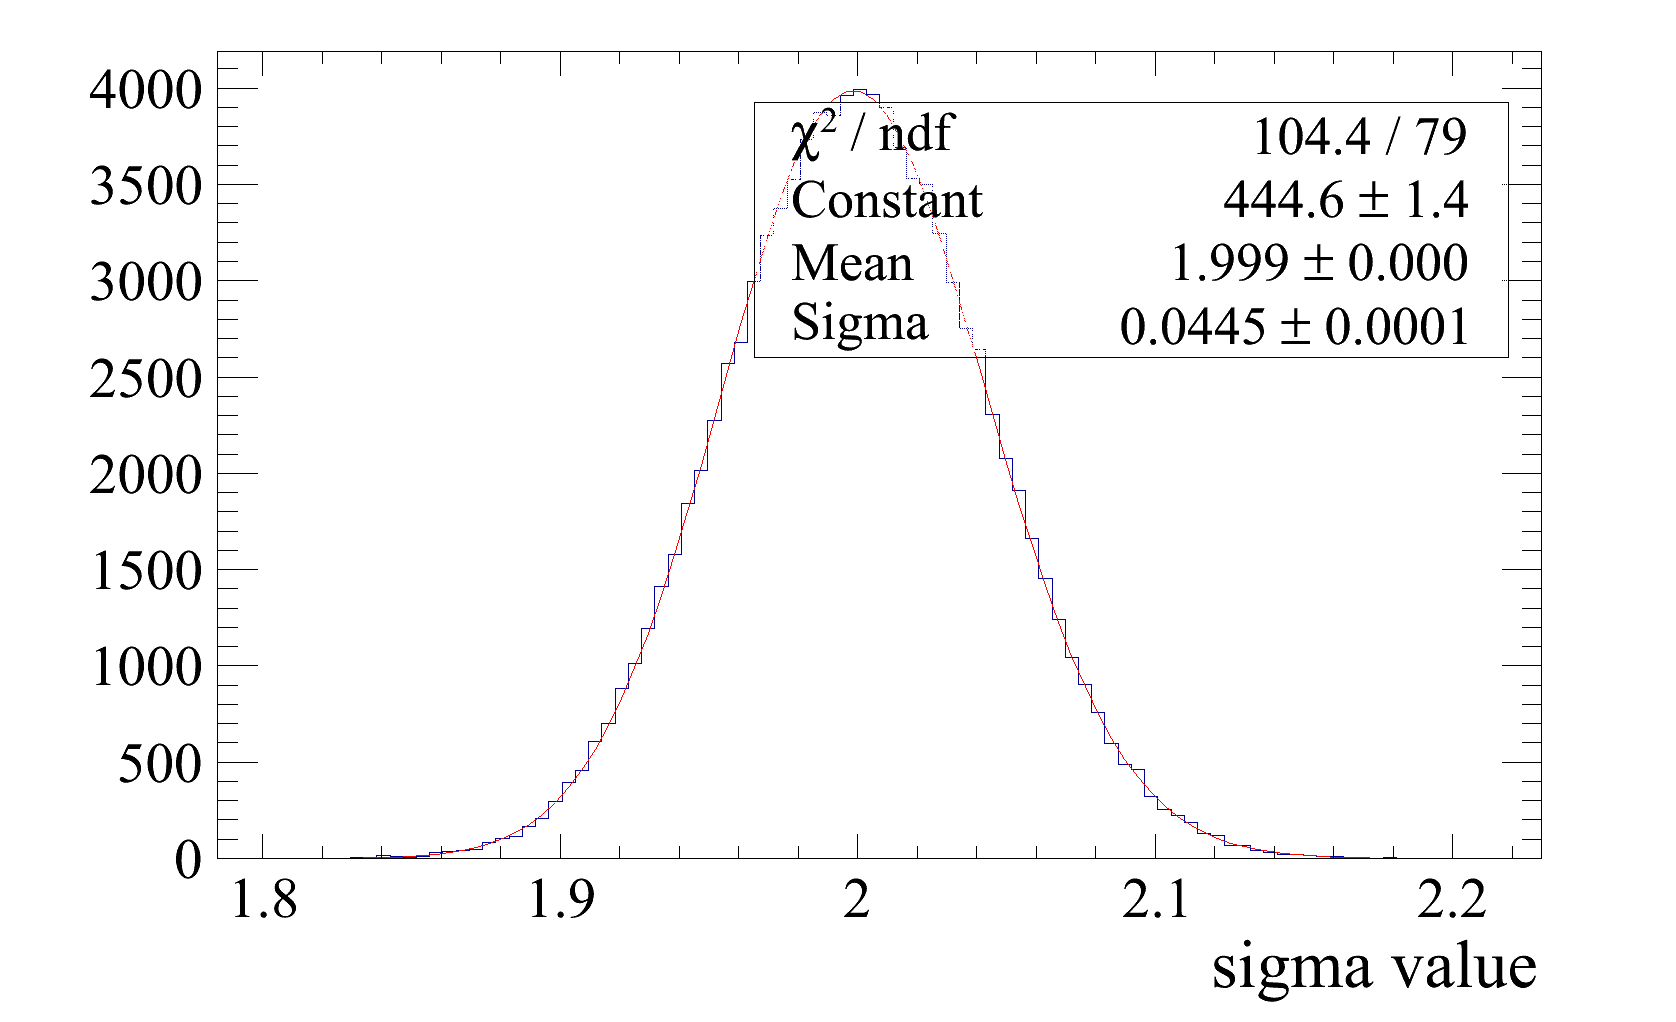 4000
3500
3000
2500
2000
1500
1000
500
0
χ² / ndf 104.4 / 79
Constant 444.6 ± 1.4
Mean 1.999 ± 0.000
Sigma 0.0445 ± 0.0001
1.8 1.9 2 2.1 2.2
sigma value